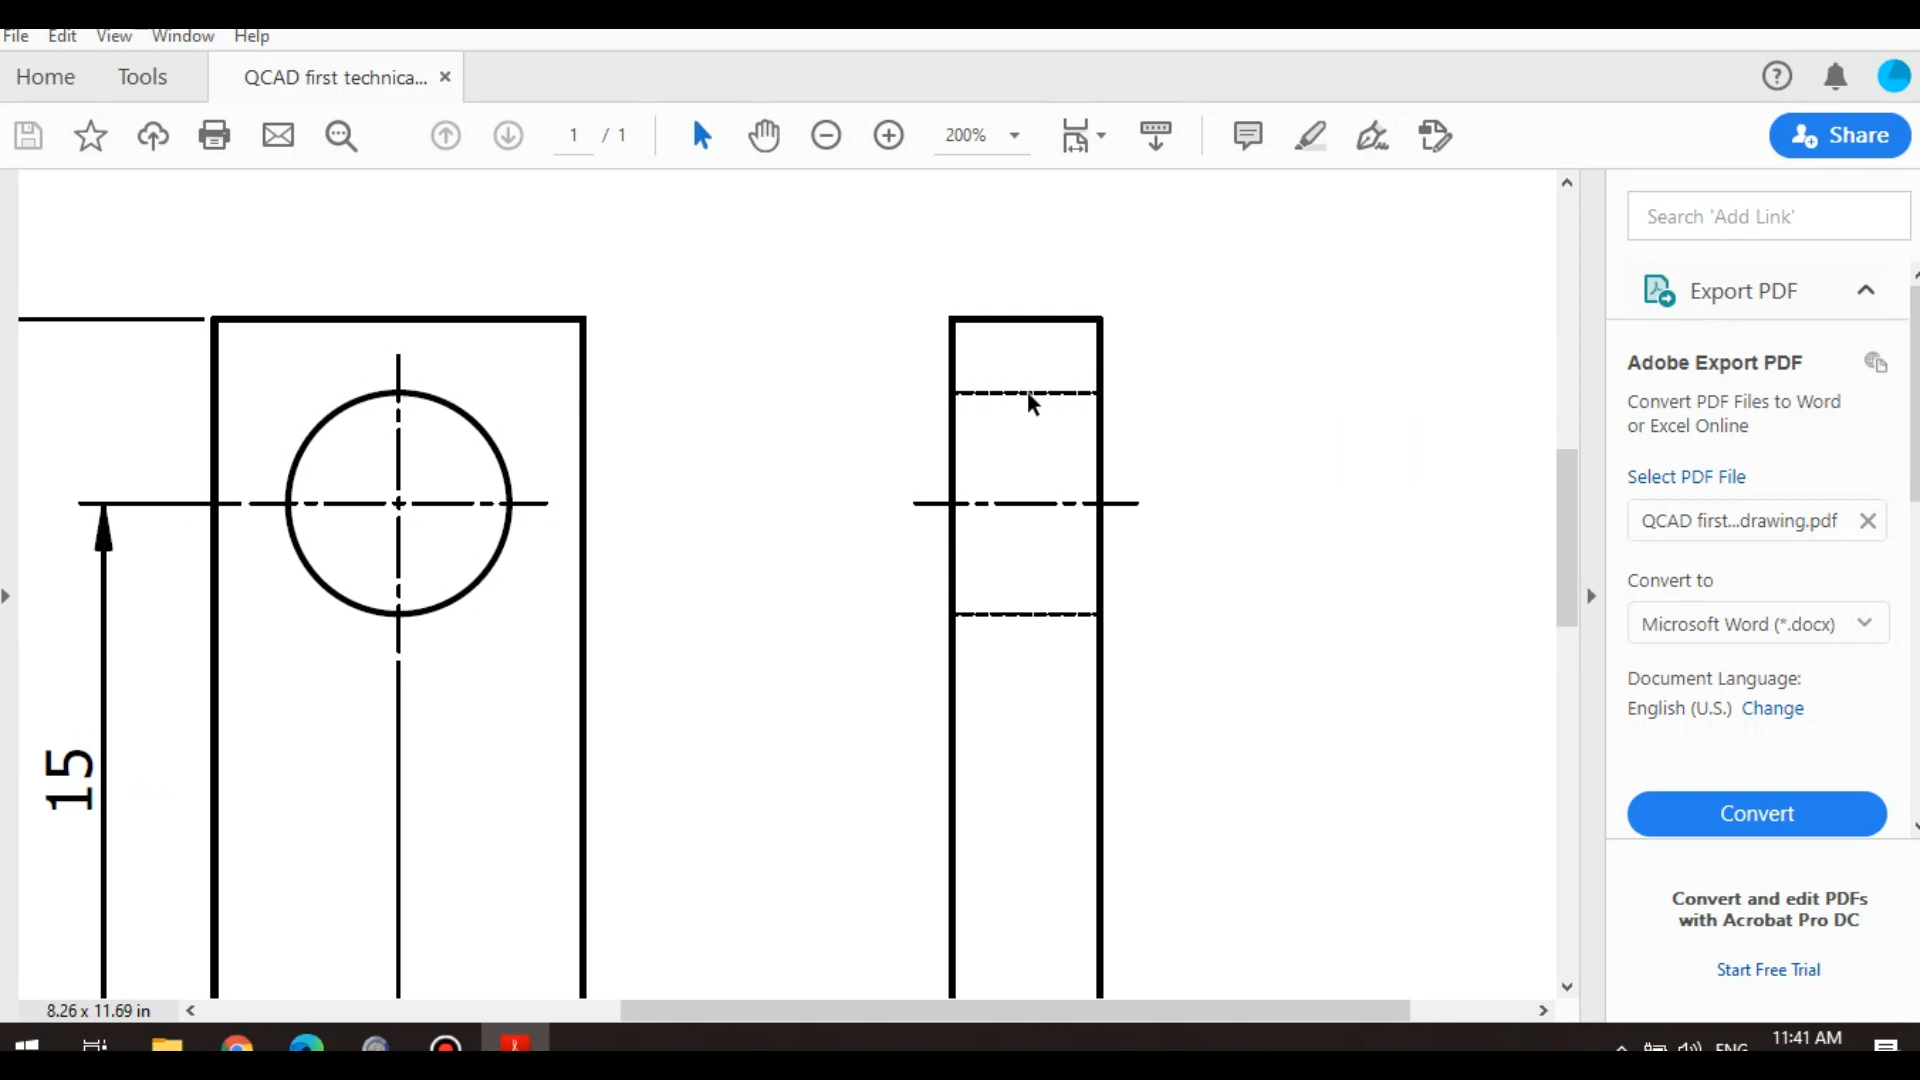 File Edit View Window Help
Home Tools QCAD first technica... ×
1 / 1 200% Share
Search 'Add Link'
Export PDF
Adobe Export PDF
Convert PDF Files to Word
or Excel Online
Select PDF File
QCAD first...drawing.pdf
Convert to
Microsoft Word (*.docx)
Document Language:
English (U.S.) Change
15
Convert
Convert and edit PDFs
with Acrobat Pro DC
Start Free Trial
8.26 x 11.69 in
ENG 11:41 AM